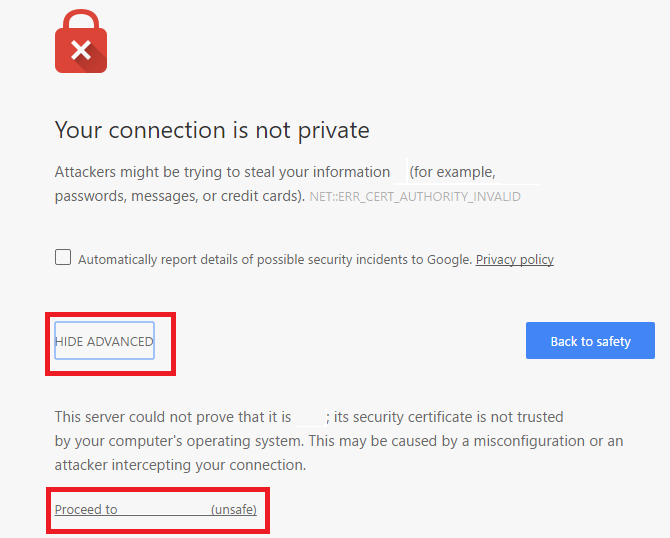 Your connection is not private
Attackers might be trying to steal your information (for example,
passwords, messages, or credit cards). NET::ERR_CERT_AUTHORITY_INVALID
Automatically report details of possible security incidents to Google. Privacy policy
HIDE ADVANCED
Back to safety
This server could not prove that it is ; its security certificate is not trusted
by your computer's operating system. This may be caused by a misconfiguration or an
attacker intercepting your connection.
Proceed to (unsafe)